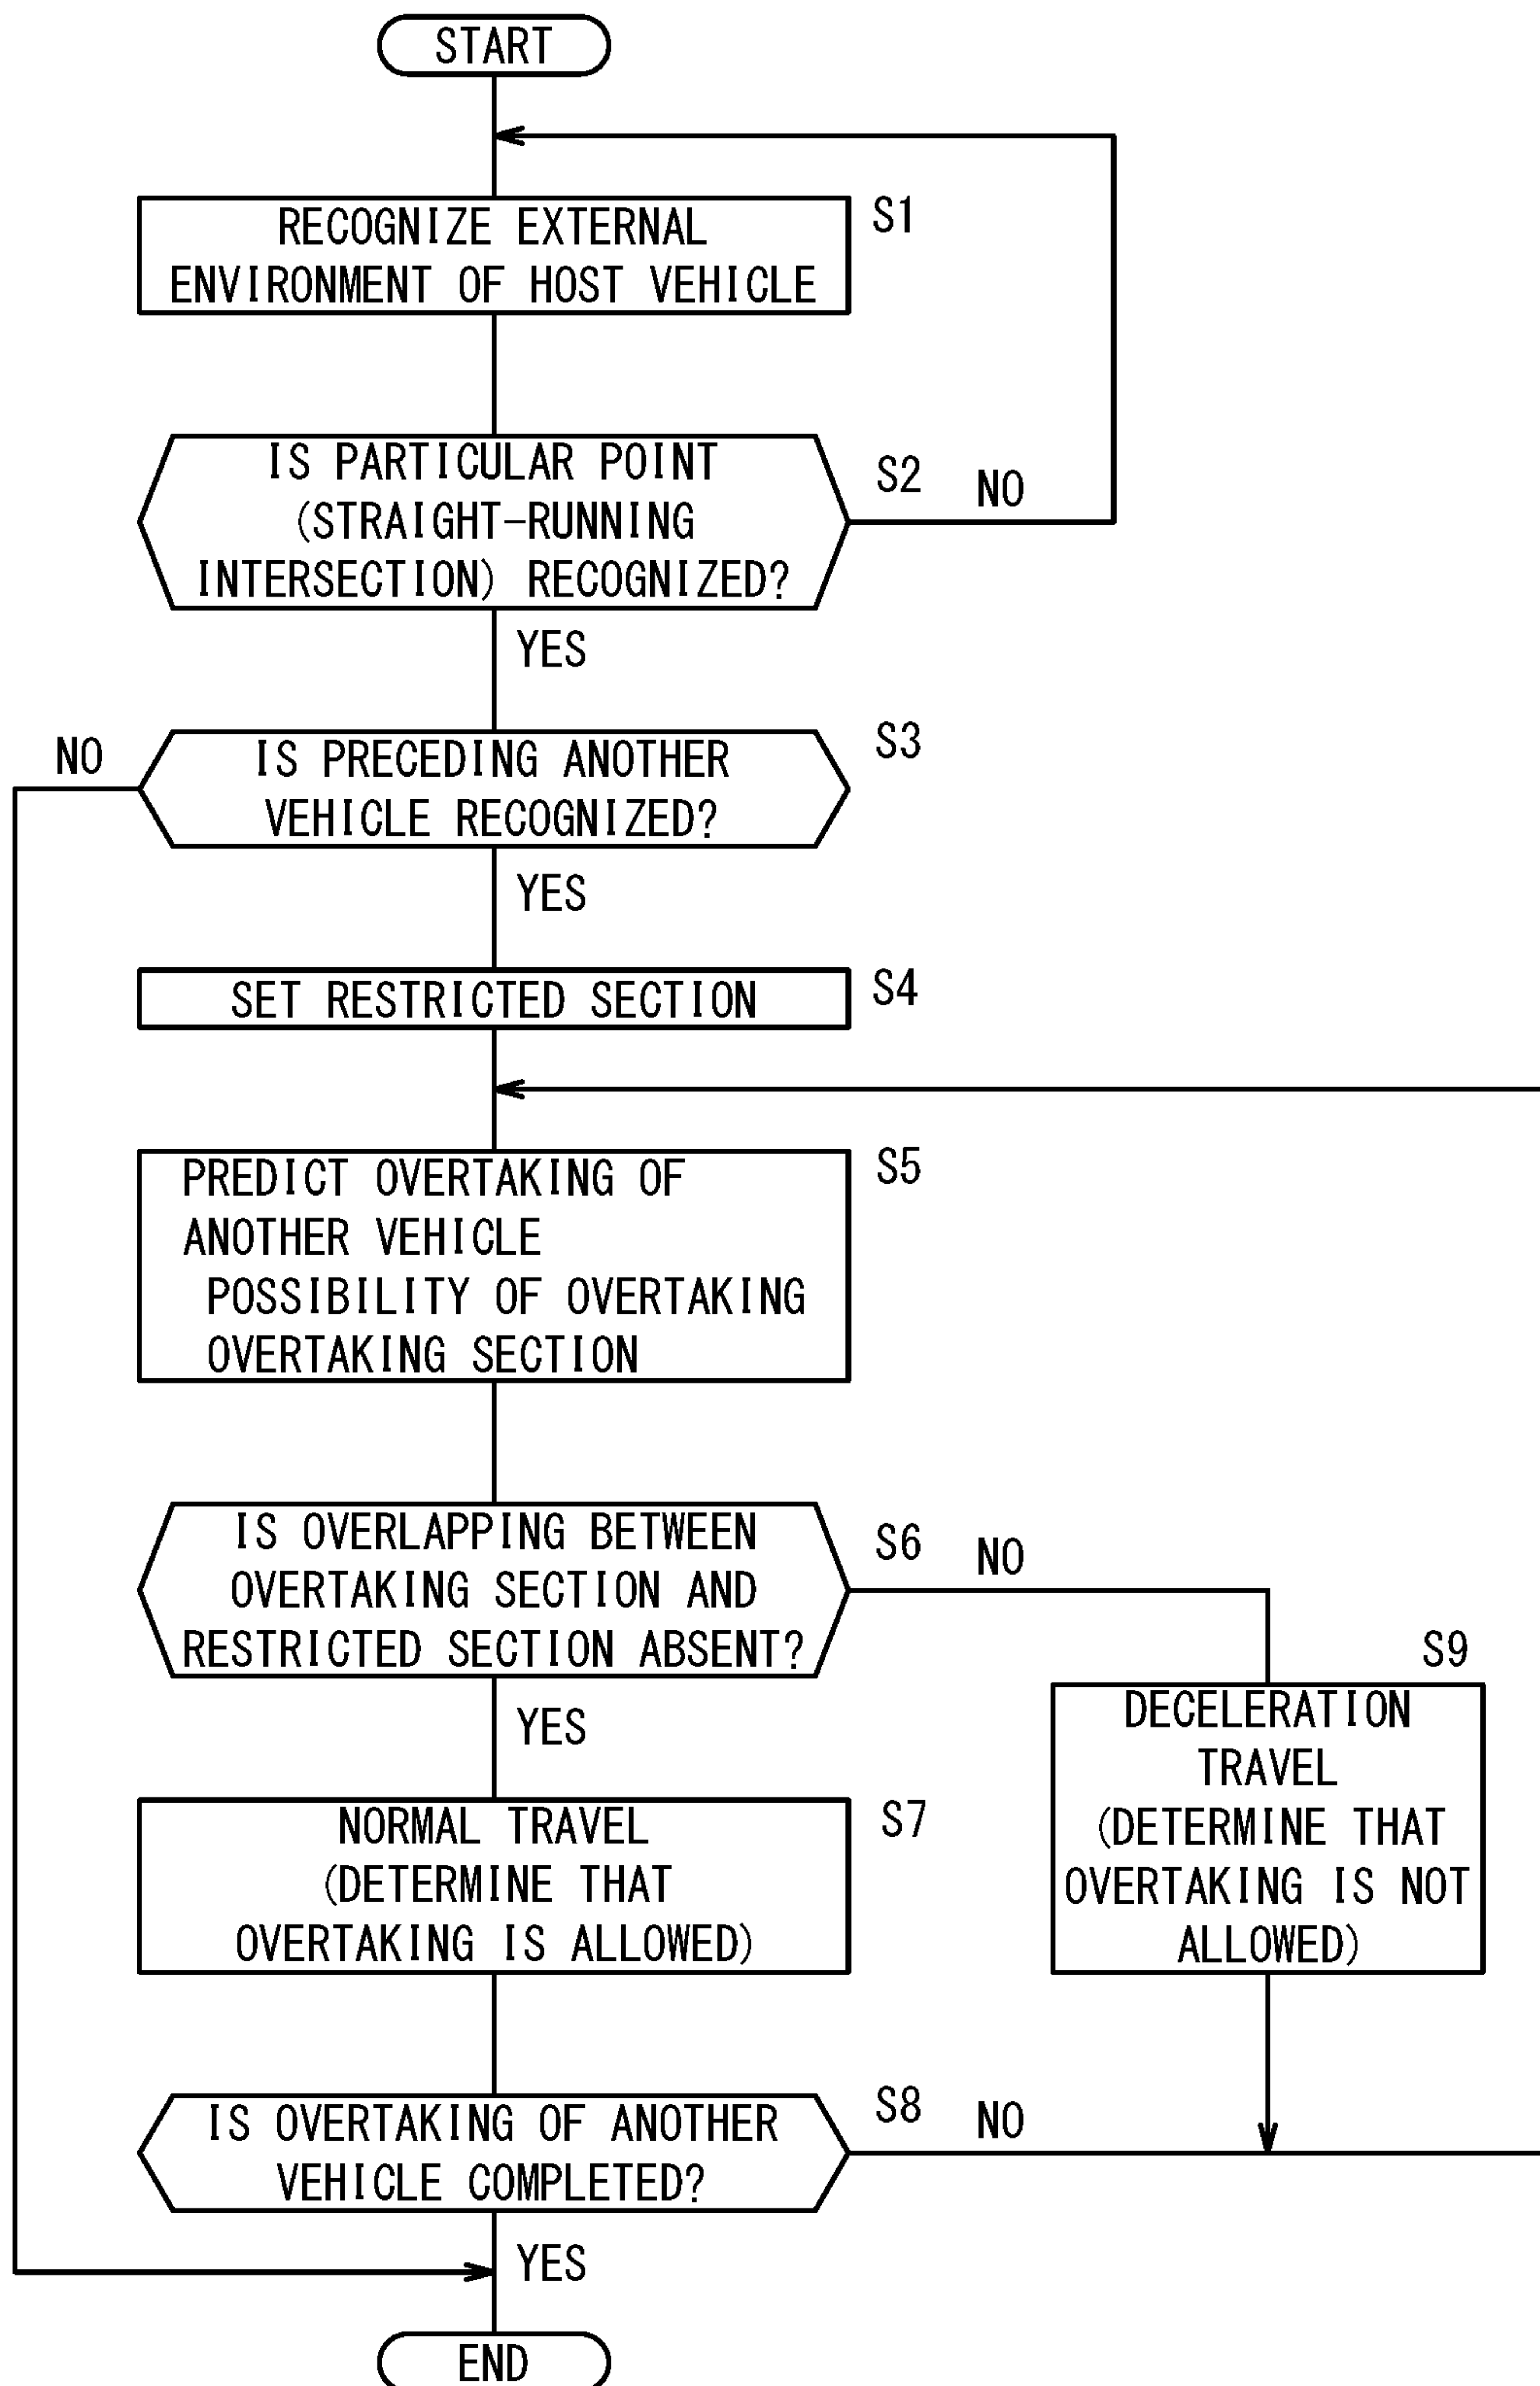 START
RECOGNIZE EXTERNAL
ENVIRONMENT OF HOST VEHICLE
S1
IS PARTICULAR POINT
(STRAIGHT-RUNNING
INTERSECTION) RECOGNIZED?
S2
NO
YES
NO
IS PRECEDING ANOTHER
VEHICLE RECOGNIZED?
S3
YES
SET RESTRICTED SECTION
S4
PREDICT OVERTAKING OF
ANOTHER VEHICLE
POSSIBILITY OF OVERTAKING
OVERTAKING SECTION
S5
IS OVERLAPPING BETWEEN
OVERTAKING SECTION AND
RESTRICTED SECTION ABSENT?
S6
NO
YES
S9
DECELERATION
TRAVEL
(DETERMINE THAT
OVERTAKING IS NOT
ALLOWED)
NORMAL TRAVEL
(DETERMINE THAT
OVERTAKING IS ALLOWED)
S7
IS OVERTAKING OF ANOTHER
VEHICLE COMPLETED?
S8
NO
YES
END